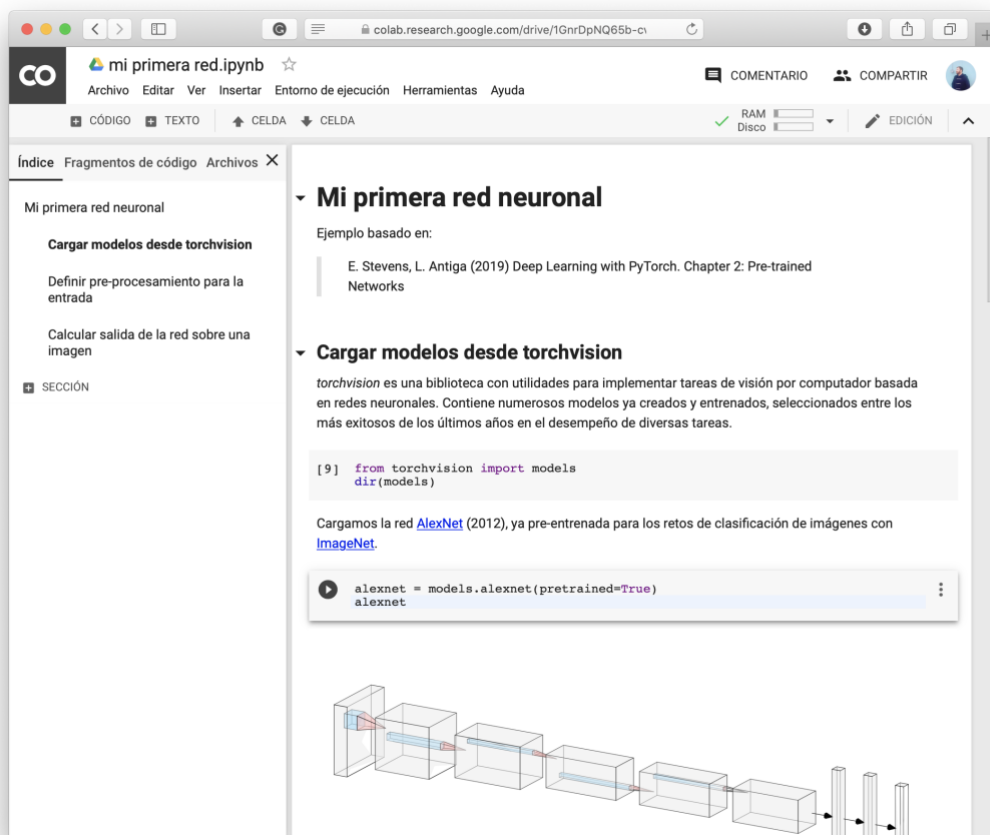 colab.research.google.com/drive/1GnrDpNQ65b-cv
CO
mi primera red.ipynb
COMENTARIO
COMPARTIR
Archivo Editar Ver Insertar Entorno de ejecución Herramientas Ayuda
CÓDIGO TEXTO CELDA CELDA
RAM
Disco
EDICIÓN
Índice Fragmentos de código Archivos
Mi primera red neuronal
Cargar modelos desde torchvision
Definir pre-procesamiento para la
entrada
Calcular salida de la red sobre una
imagen
SECCIÓN
Mi primera red neuronal
Ejemplo basado en:
E. Stevens, L. Antiga (2019) Deep Learning with PyTorch. Chapter 2: Pre-trained
Networks
Cargar modelos desde torchvision
torchvision es una biblioteca con utilidades para implementar tareas de visión por computador basada
en redes neuronales. Contiene numerosos modelos ya creados y entrenados, seleccionados entre los
más exitosos de los últimos años en el desempeño de diversas tareas.
[9] from torchvision import models
dir(models)
Cargamos la red AlexNet (2012), ya pre-entrenada para los retos de clasificación de imágenes con
ImageNet.
alexnet = models.alexnet(pretrained=True)
alexnet